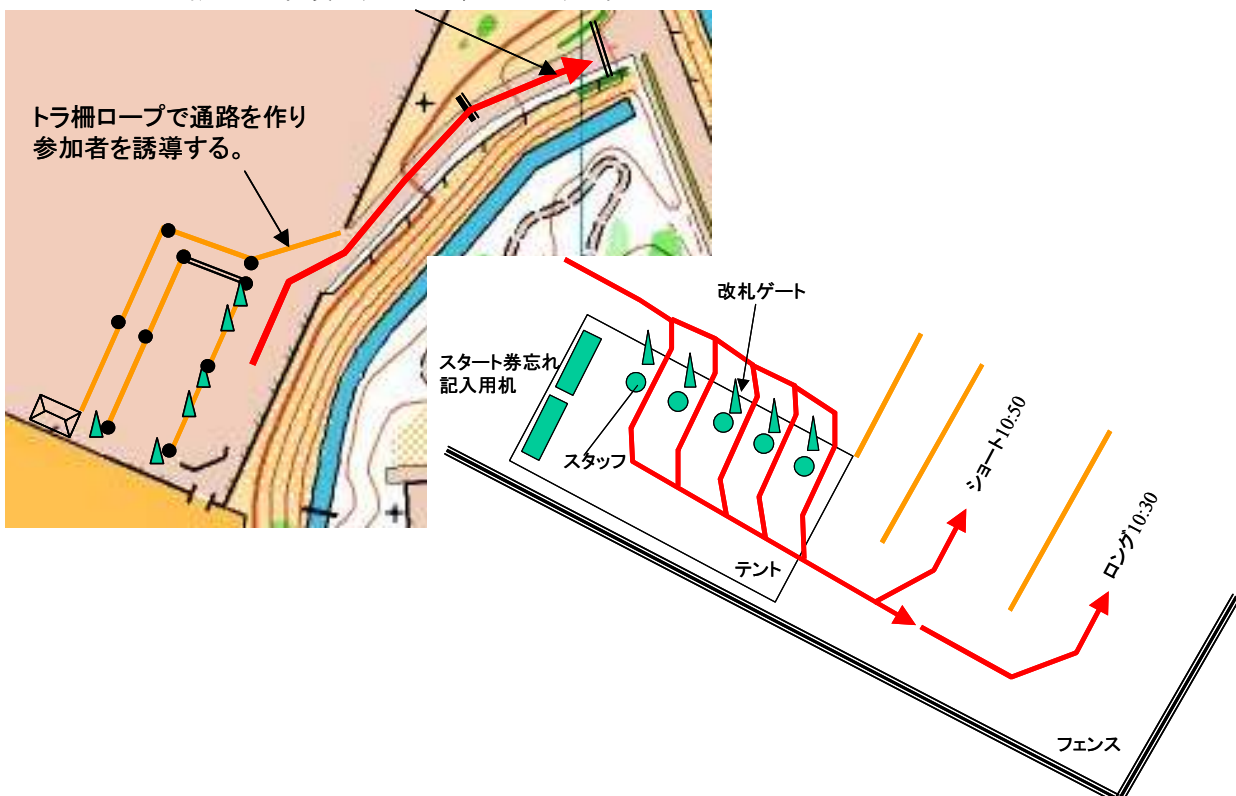 トラ柵ロープで通路を作り
参加者を誘導する。
改札ゲート
スタート券忘れ
記入用机
スタッフ
テント
ショート10:50
ロング10:30
フェンス